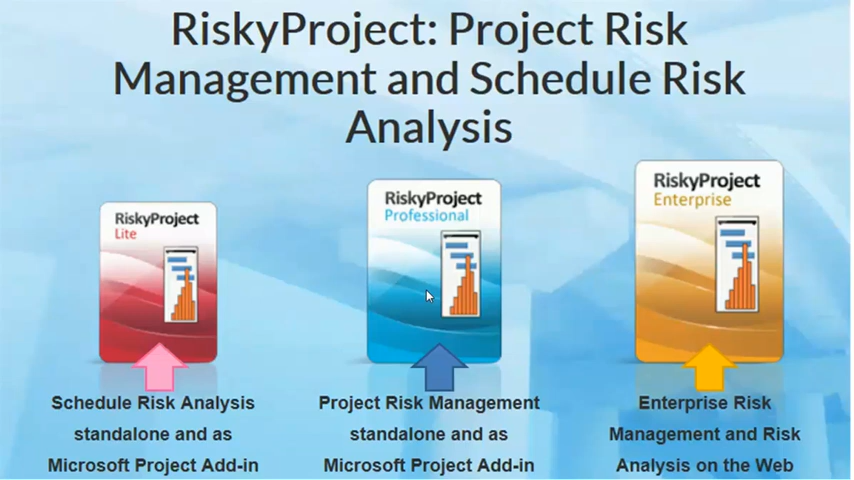 RiskyProject: Project Risk
Management and Schedule Risk
Analysis
RiskyProject
Lite
RiskyProject
Professional
RiskyProject
Enterprise
Schedule Risk Analysis
standalone and as
Microsoft Project Add-in
Project Risk Management
standalone and as
Microsoft Project Add-in
Enterprise Risk
Management and Risk
Analysis on the Web